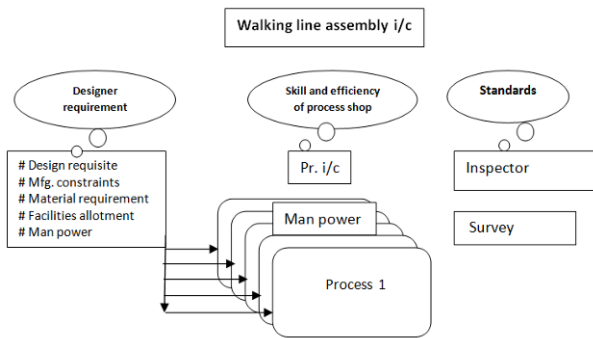 Walking line assembly i/c
Designer
requirement
Skill and efficiency
of process shop
Standards
# Design requisite
# Mfg. constraints
# Material requirement
# Facilities allotment
# Man power
Pr. i/c
Inspector
Man power
Survey
Process 1